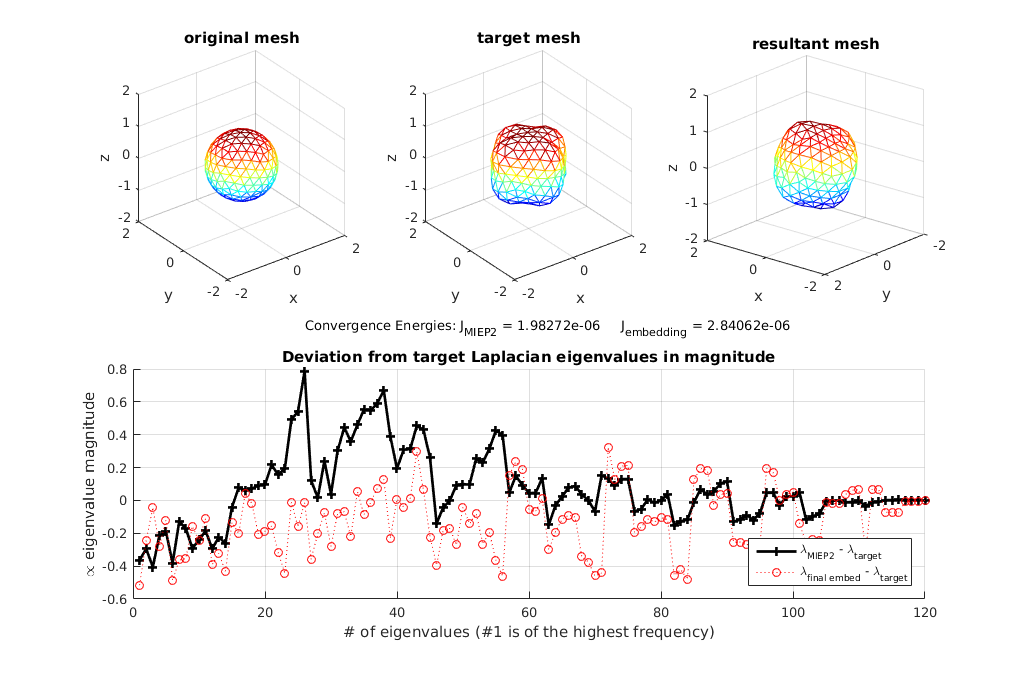 original mesh
target mesh
resultant mesh
2
1
0
-1
-2
z
2
0
-2
y
-2
0
2
x
2
1
0
-1
-2
z
2
0
-2
y
-2
0
2
x
2
1
0
-1
-2
z
2
0
-2
x
2
0
-2
y
Convergence Energies: J_MIEP2 = 1.98272e-06 J_embedding = 2.84062e-06
Deviation from target Laplacian eigenvalues in magnitude
∝ eigenvalue magnitude
0.8
0.6
0.4
0.2
0
-0.2
-0.4
-0.6
λ_MIEP2 - λ_target
λ_final embed - λ_target
0 20 40 60 80 100 120
# of eigenvalues (#1 is of the highest frequency)